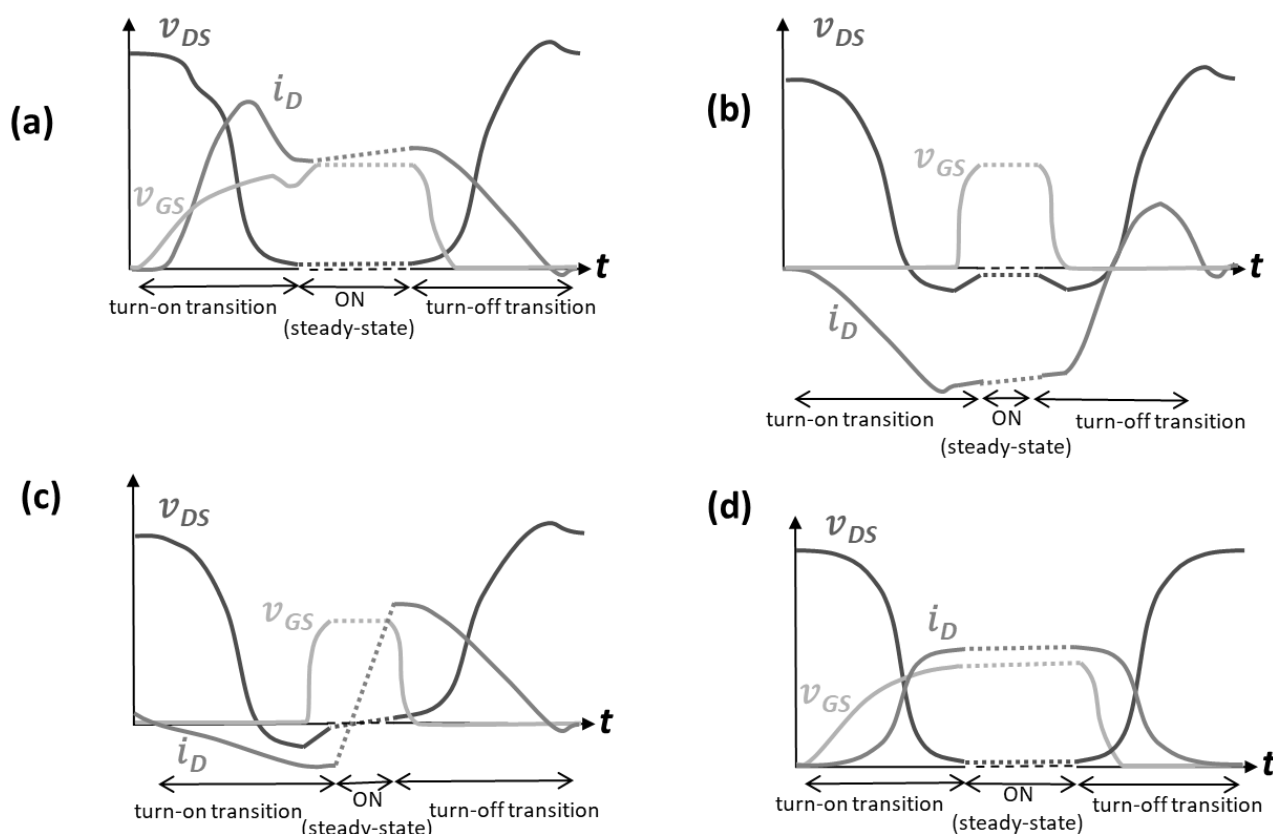 (a)
v_DS
i_D
v_GS
t
turn-on transition
ON
(steady-state)
turn-off transition
(b)
v_DS
v_GS
i_D
t
turn-on transition
ON
(steady-state)
turn-off transition
(c)
v_DS
v_GS
i_D
t
turn-on transition
ON
(steady-state)
turn-off transition
(d)
v_DS
i_D
v_GS
t
turn-on transition
ON
(steady-state)
turn-off transition